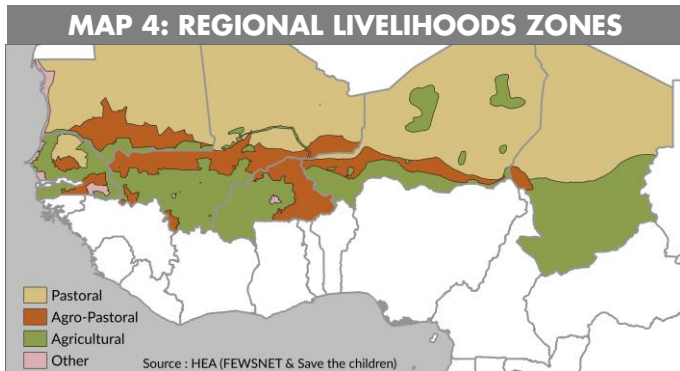 MAP 4: REGIONAL LIVELIHOODS ZONES
Pastoral
Agro-Pastoral
Agricultural
Other
Source : HEA (FEWSNET & Save the children)